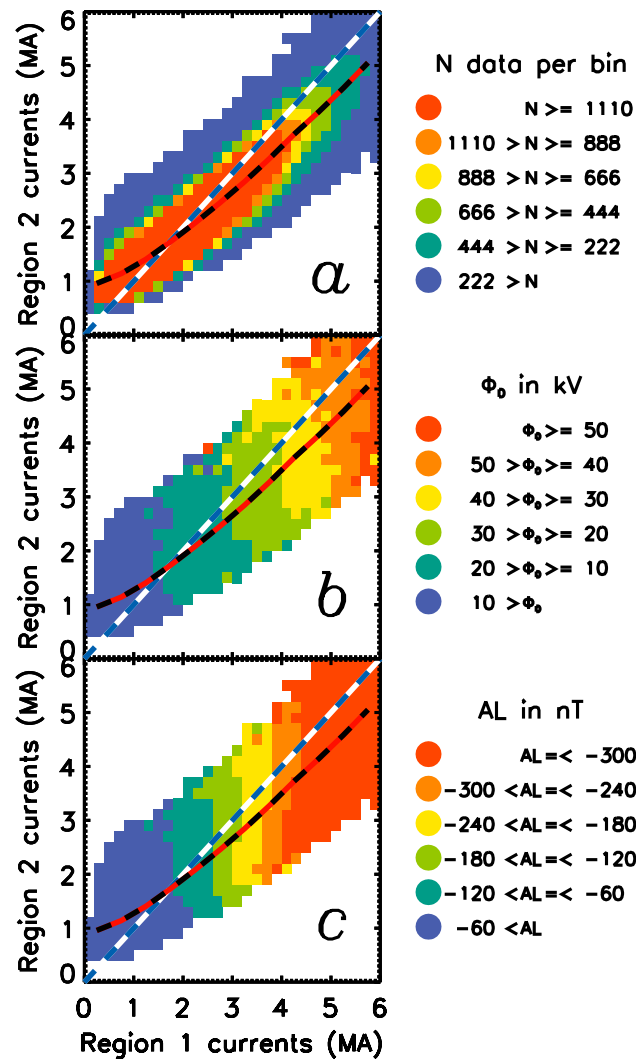 6
5
4
3
2
1
0
Region 2 currents (MA)
a
N data per bin
N >= 1110
1110 >N >= 888
888 >N >= 666
666 >N >= 444
444 >N >= 222
222 >N
6
5
4
3
2
1
0
Region 2 currents (MA)
b
Φ₀ in kV
Φ₀>= 50
50 >Φ₀>= 40
40 >Φ₀>= 30
30 >Φ₀>= 20
20 >Φ₀>= 10
10 >Φ₀
6
5
4
3
2
1
0
Region 2 currents (MA)
c
AL in nT
AL=< -300
-300 <AL=< -240
-240 <AL=< -180
-180 <AL=< -120
-120 <AL=< -60
-60 <AL
0 1 2 3 4 5 6
Region 1 currents (MA)